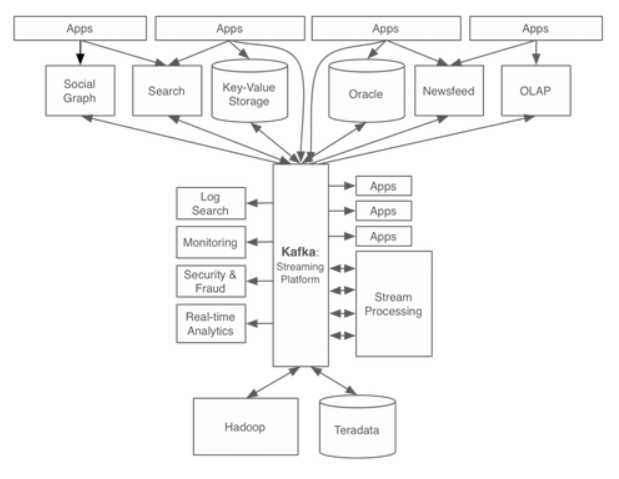 Apps
Apps
Apps
Apps
Social
Graph
Search
Key-Value
Storage
Oracle
Newsfeed
OLAP
Log
Search
Monitoring
Security &
Fraud
Real-time
Analytics
Kafka:
Streaming
Platform
Apps
Apps
Apps
Stream
Processing
Hadoop
Teradata